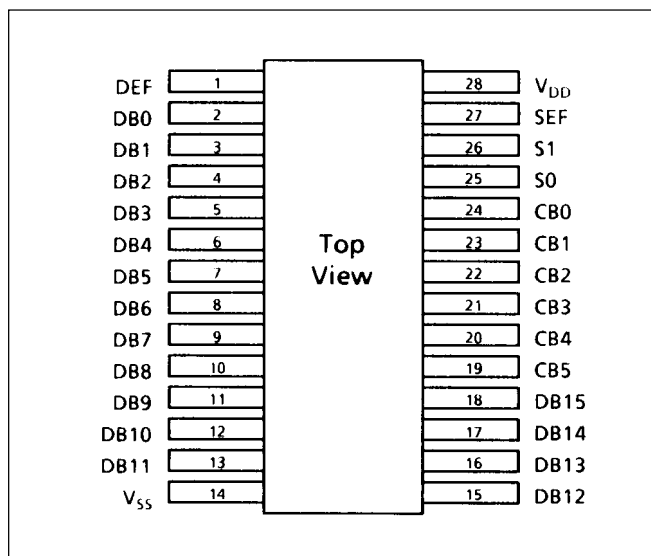 DEF 1 28 V_DD
DB0 2 27 SEF
DB1 3 26 S1
DB2 4 25 S0
DB3 5 24 CB0
DB4 6 23 CB1
Top
DB5 7 22 CB2
View
DB6 8 21 CB3
DB7 9 20 CB4
DB8 10 19 CB5
DB9 11 18 DB15
DB10 12 17 DB14
DB11 13 16 DB13
V_SS 14 15 DB12